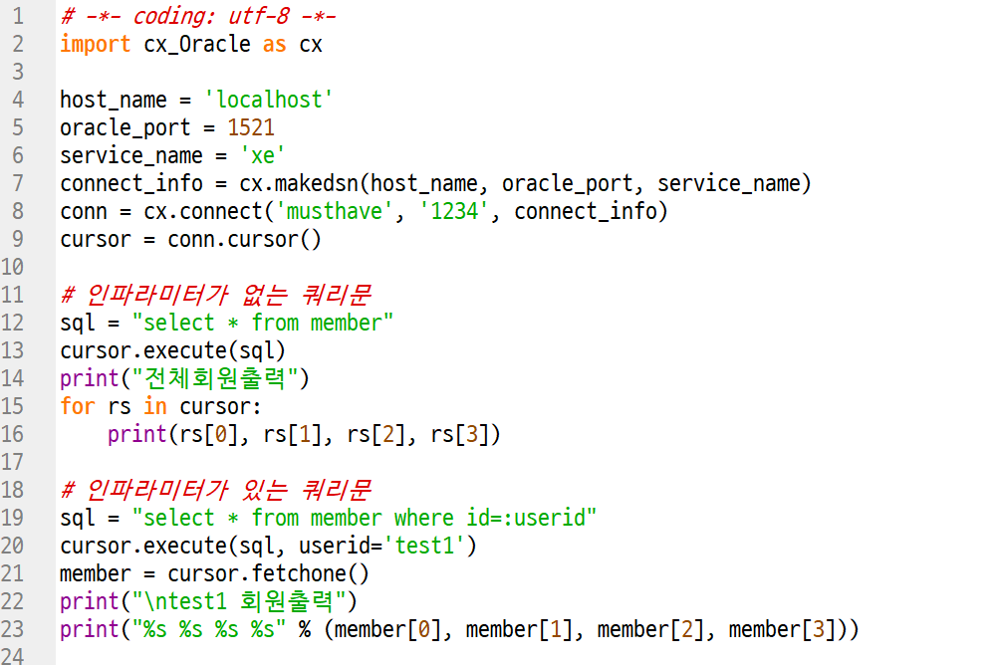 1 # -*- coding: utf-8 -*-
2 import cx_Oracle as cx
3
4 host_name = 'localhost'
5 oracle_port = 1521
6 service_name = 'xe'
7 connect_info = cx.makedsn(host_name, oracle_port, service_name)
8 conn = cx.connect('musthave', '1234', connect_info)
9 cursor = conn.cursor()
10
11 # 인파라미터가 없는 쿼리문
12 sql = "select * from member"
13 cursor.execute(sql)
14 print("전체회원출력")
15 for rs in cursor:
16     print(rs[0], rs[1], rs[2], rs[3])
17
18 # 인파라미터가 있는 쿼리문
19 sql = "select * from member where id=:userid"
20 cursor.execute(sql, userid='test1')
21 member = cursor.fetchone()
22 print("\ntest1 회원출력")
23 print("%s %s %s %s" % (member[0], member[1], member[2], member[3]))
24